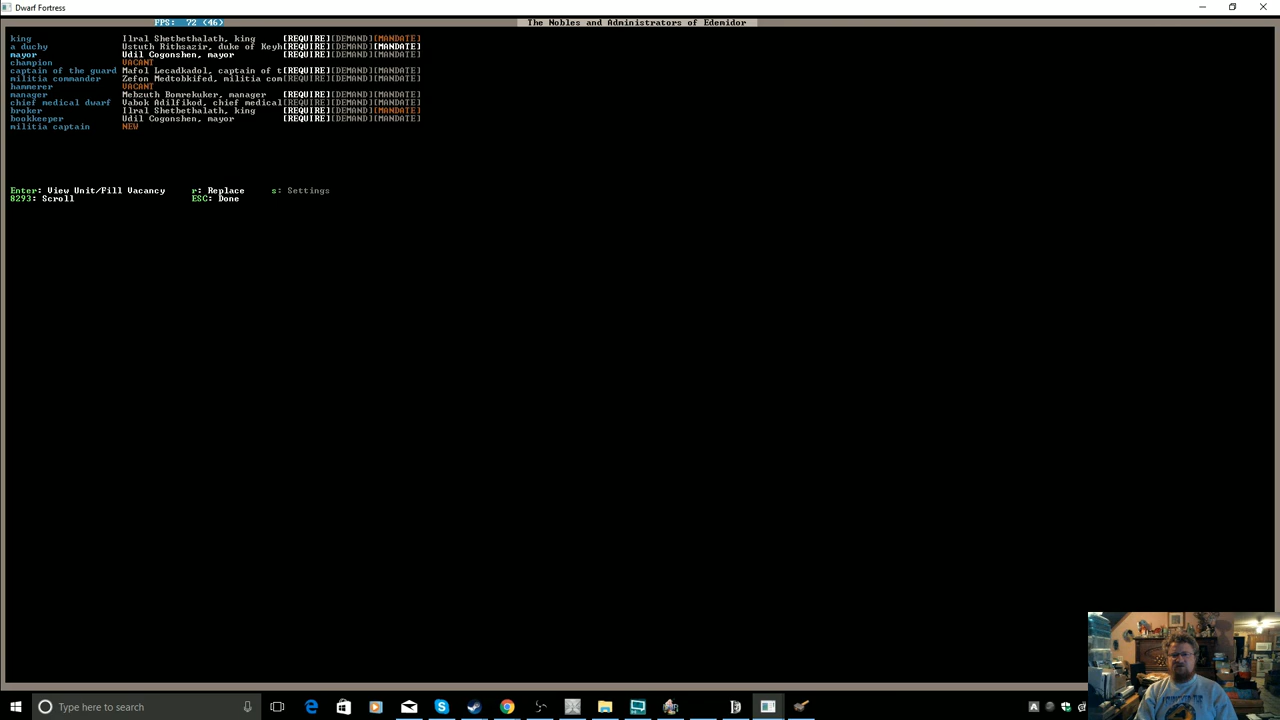 Dwarf Fortress
FPS: 72 (46)
The Nobles and Administrators of Edemidor
king Ilral Shetbethalath, king [REQUIRE][DEMAND][MANDATE]
a duchy Ustuth Rithsazir, duke of Keyh[REQUIRE][DEMAND][MANDATE]
mayor Udil Cogonshen, mayor [REQUIRE][DEMAND][MANDATE]
champion VACANT
captain of the guard Mafol Lecadkadol, captain of t[REQUIRE][DEMAND][MANDATE]
militia commander Zefon Medtobkifed, militia com[REQUIRE][DEMAND][MANDATE]
hammerer VACANT
manager Mebzuth Bomrekuker, manager [REQUIRE][DEMAND][MANDATE]
chief medical dwarf Vabok Adilfikod, chief medical[REQUIRE][DEMAND][MANDATE]
broker Ilral Shetbethalath, king [REQUIRE][DEMAND][MANDATE]
bookkeeper Udil Cogonshen, mayor [REQUIRE][DEMAND][MANDATE]
militia captain NEW
Enter: View Unit/Fill Vacancy r: Replace s: Settings
8293: Scroll ESC: Done
Type here to search